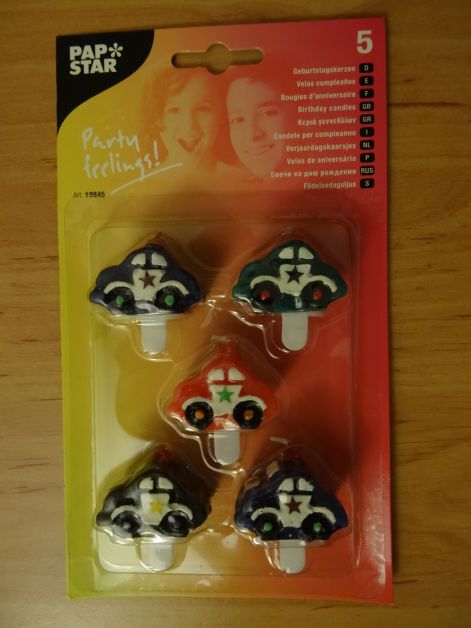 PAP*
STAR
5
Geburtstagskerzen D
Velas cumpleaños E
Bougies d'anniversaire F
Birthday candles GB
Κεριά γενεθλίων GR
Candele per compleanno I
Verjaardagskaarsjes NL
Velas de aniversário P
Свечи ко дню рождения RUS
Födelsedagsljus S
Party
feelings!
Art. 19845